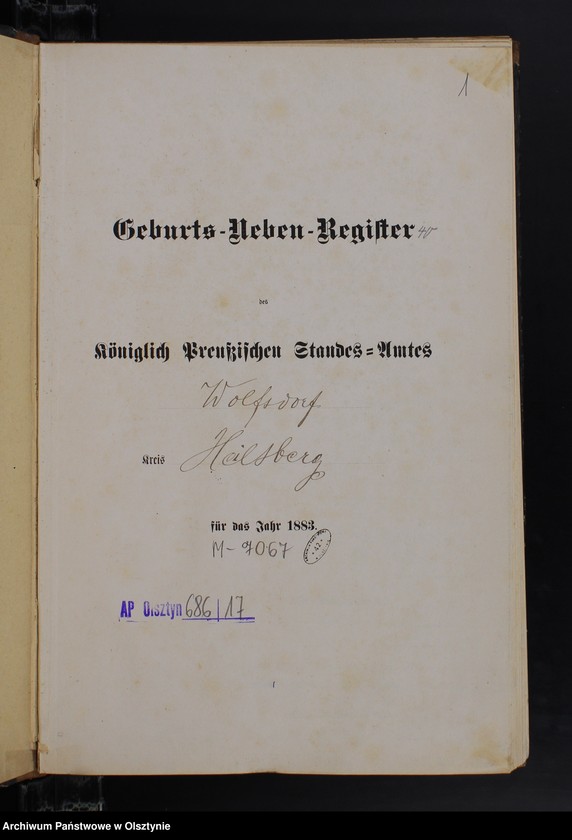 1
Geburts-Neben-Register 40
des
Königlich Preußischen Standes-Amtes
Wolfsdorf
Kreis Heilsberg
für das Jahr 1883.
M-7067
AP Olsztyn 686/17
Archiwum Państwowe w Olsztynie